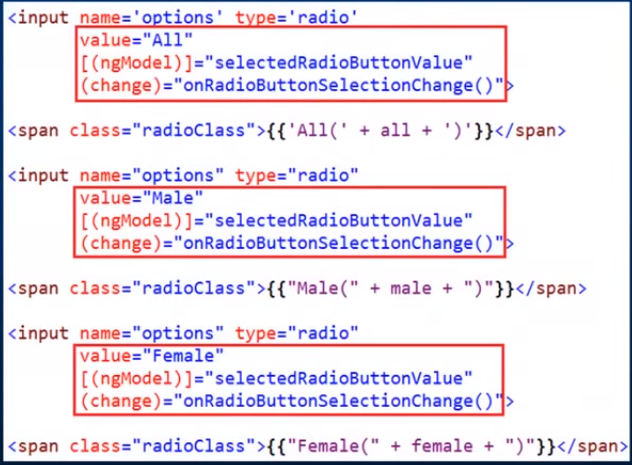 <input name='options' type='radio'
value="All"
[(ngModel)]="selectedRadioButtonValue"
(change)="onRadioButtonSelectionChange()">
<span class="radioClass">{{'All(' + all + ')'}}</span>
<input name="options" type="radio"
value="Male"
[(ngModel)]="selectedRadioButtonValue"
(change)="onRadioButtonSelectionChange()">
<span class="radioClass">{{"Male(" + male + ")"}}</span>
<input name="options" type="radio"
value="Female"
[(ngModel)]="selectedRadioButtonValue"
(change)="onRadioButtonSelectionChange()">
<span class="radioClass">{{"Female(" + female + ")"}}</span>